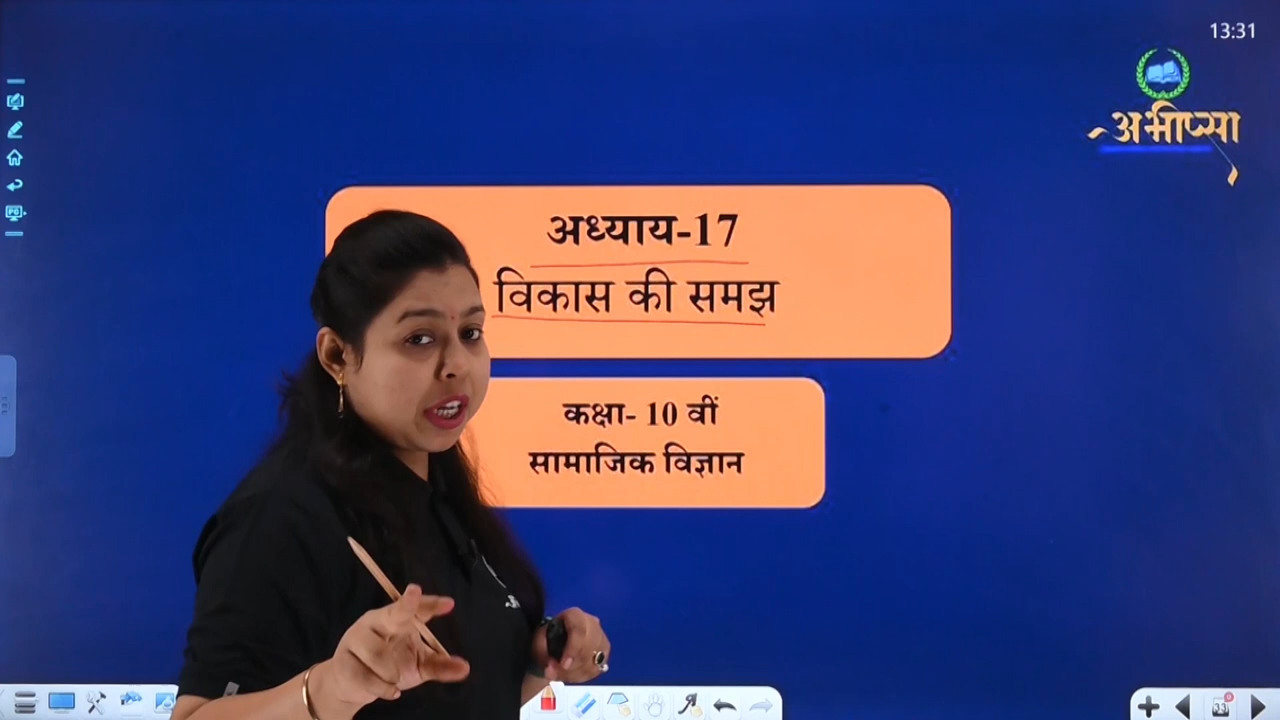 13:31
अभीप्सा
अध्याय-17
विकास की समझ
कक्षा- 10 वीं
सामाजिक विज्ञान